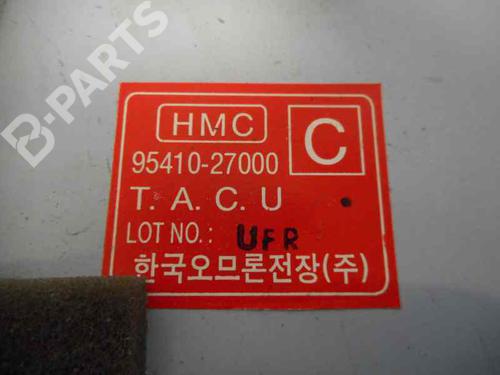 B-PARTS
HMC
C
95410-27000
T. A. C. U
LOT NO.: UFR
한국오므론전장(주)